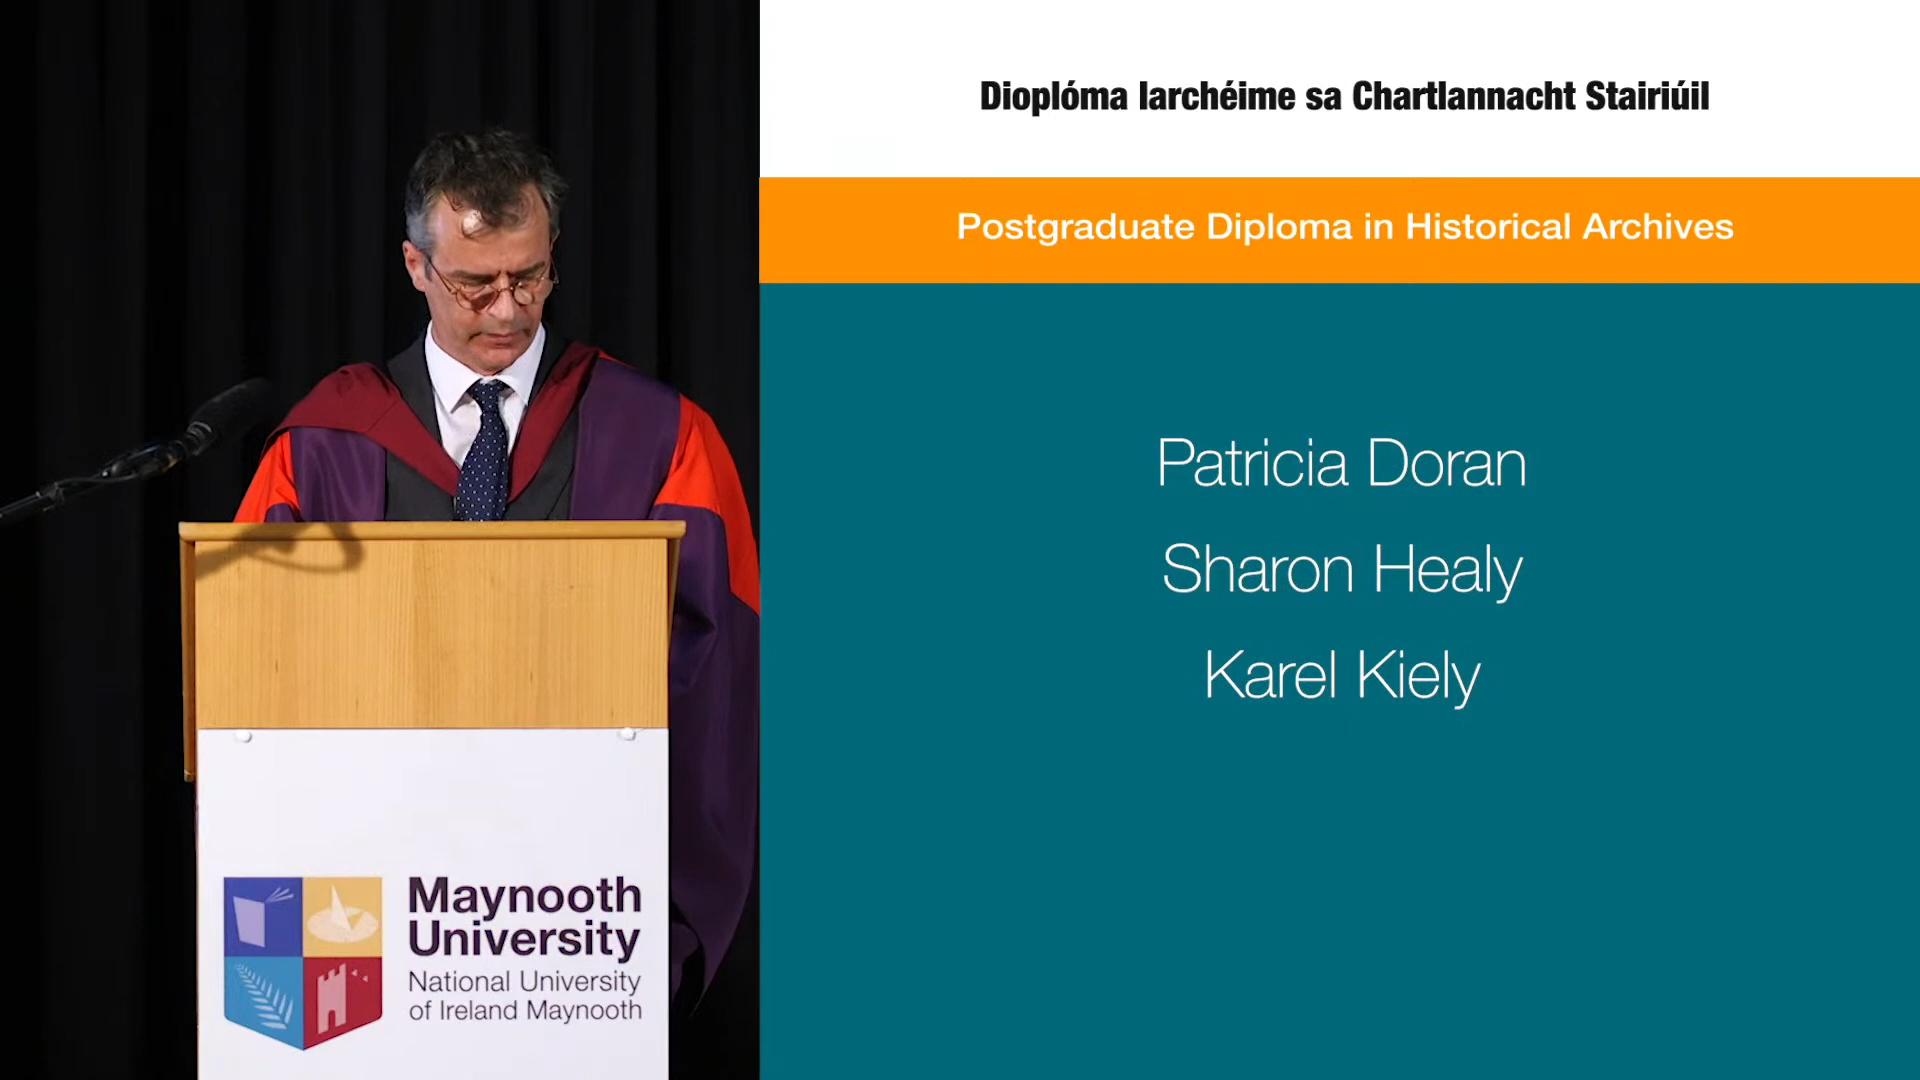 Dioplóma Iarchéime sa Chartlannacht Stairiúil
Postgraduate Diploma in Historical Archives
Patricia Doran
Sharon Healy
Karel Kiely
Maynooth
University
National University
of Ireland Maynooth